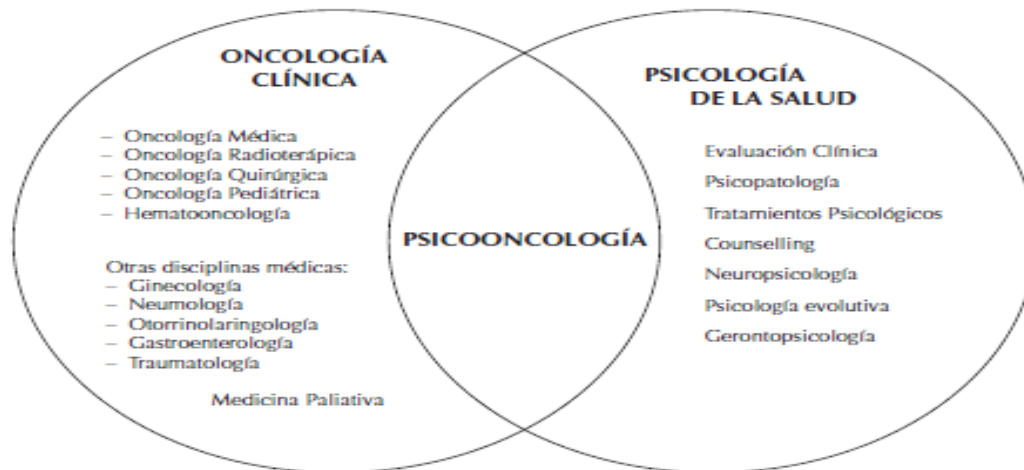 ONCOLOGÍA
CLÍNICA
– Oncología Médica
– Oncología Radioterápica
– Oncología Quirúrgica
– Oncología Pediátrica
– Hematooncología
Otras disciplinas médicas:
– Ginecología
– Neumología
– Otorrinolaringología
– Gastroenterología
– Traumatología
Medicina Paliativa
PSICOONCOLOGÍA
PSICOLOGÍA
DE LA SALUD
Evaluación Clínica
Psicopatología
Tratamientos Psicológicos
Counselling
Neuropsicología
Psicología evolutiva
Gerontopsicología